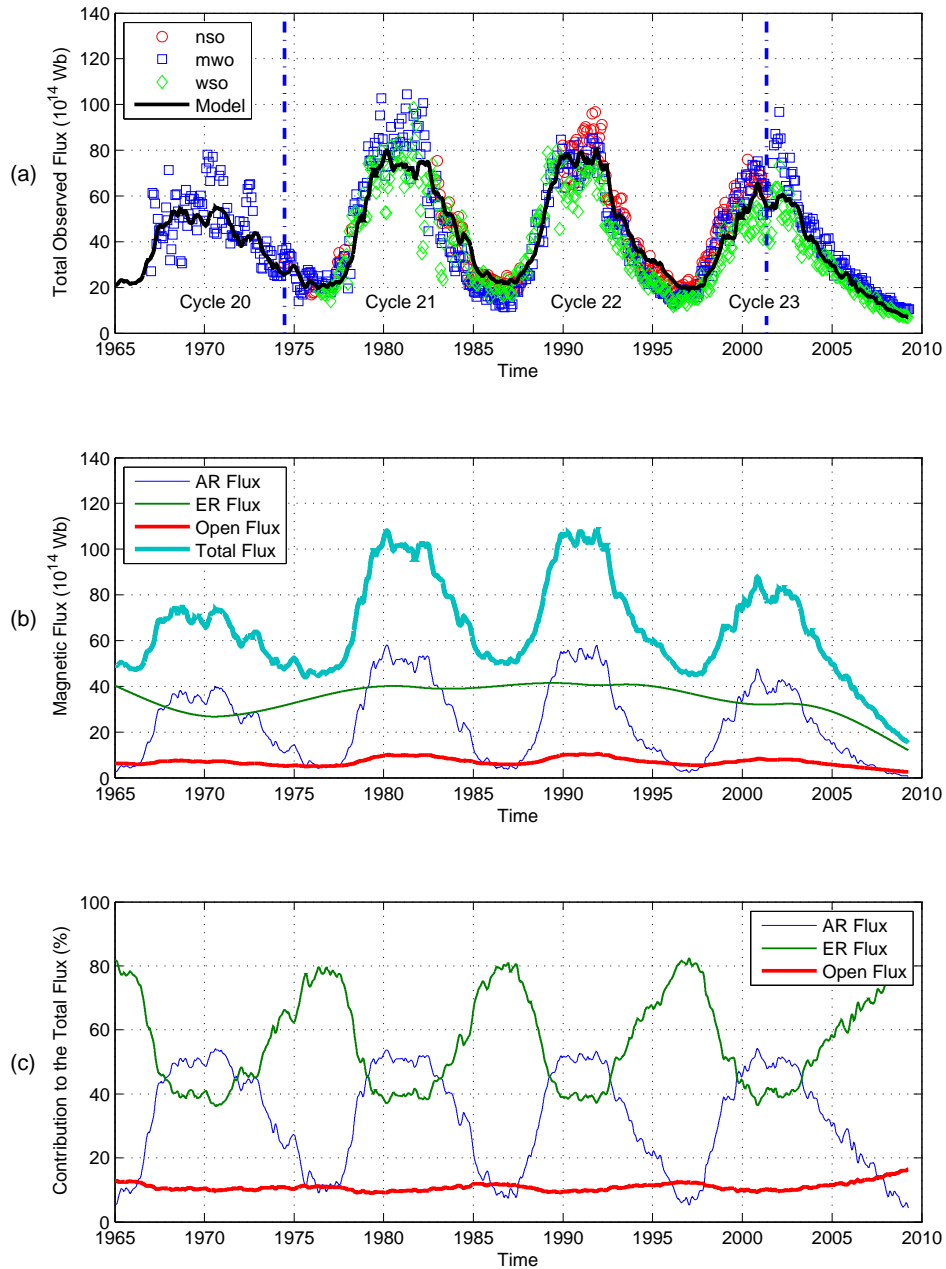 (a)
Total Observed Flux (10^14 Wb)
140
120
100
80
60
40
20
0
nso
mwo
wso
Model
Cycle 20
Cycle 21
Cycle 22
Cycle 23
1965 1970 1975 1980 1985 1990 1995 2000 2005 2010
Time
(b)
Magnetic Flux (10^14 Wb)
140
120
100
80
60
40
20
0
AR Flux
ER Flux
Open Flux
Total Flux
1965 1970 1975 1980 1985 1990 1995 2000 2005 2010
Time
(c)
Contribution to the Total Flux (%)
100
80
60
40
20
0
AR Flux
ER Flux
Open Flux
1965 1970 1975 1980 1985 1990 1995 2000 2005 2010
Time